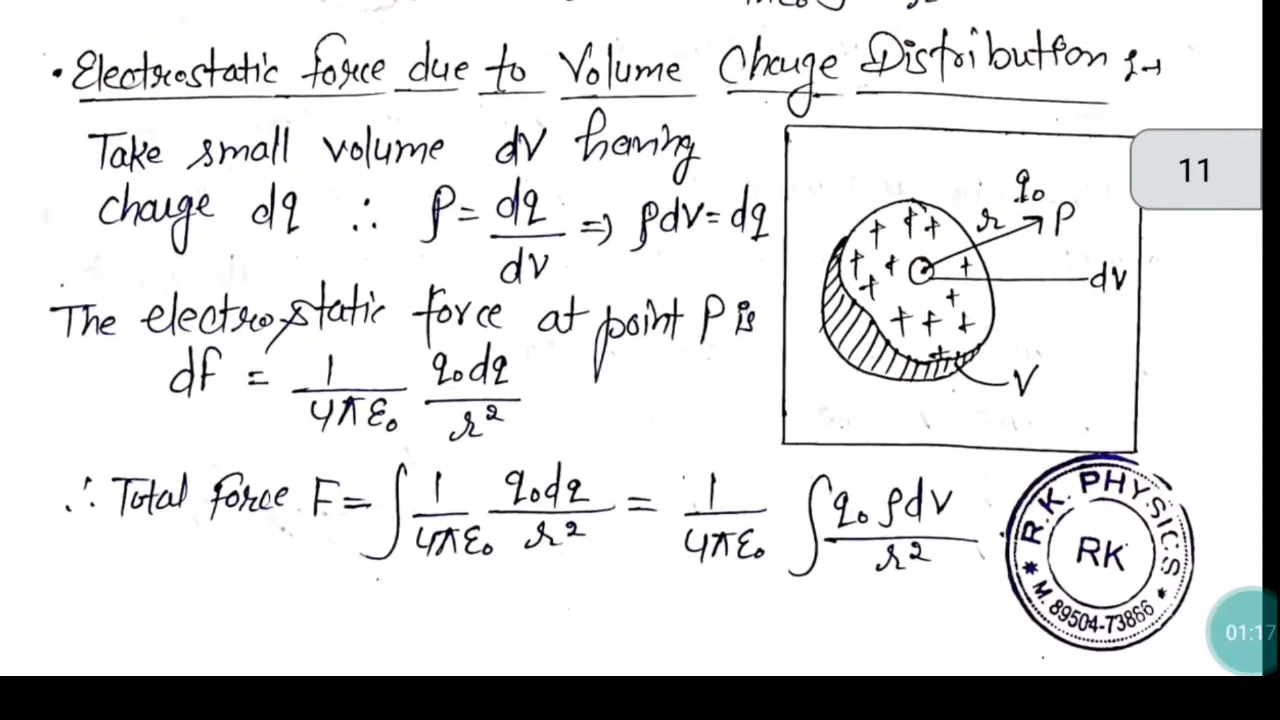 • Electrostatic force due to Volume Charge Distribution :→
Take small volume dV having
charge dq ∴ ρ = dq/dV ⇒ ρdV = dq
The electrostatic force at point P is
dF = 1/4πε₀ q₀dq/r²
∴ Total force F = ∫ 1/4πε₀ q₀dq/r² = 1/4πε₀ ∫ q₀ρdV/r²
q₀
r
P
dV
V
11
R.K. PHYSICS
RK
* M. 89504-73866 *
01:17